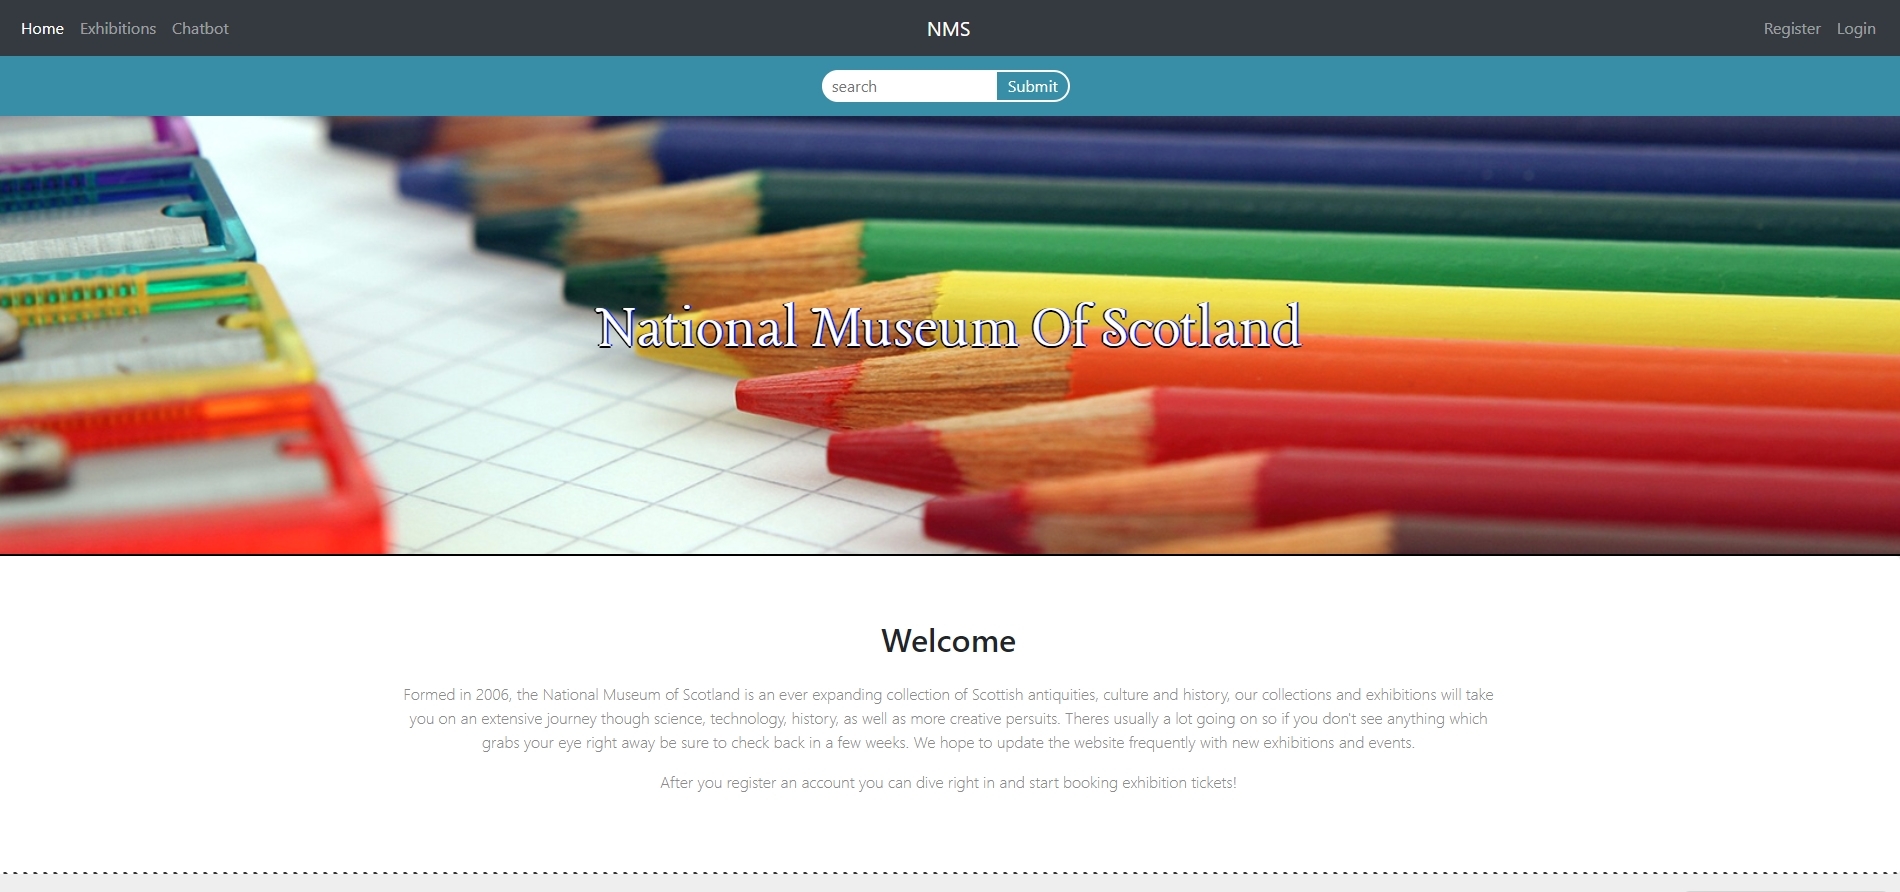 Home Exhibitions Chatbot NMS Register Login
search Submit
National Museum Of Scotland
Welcome
Formed in 2006, the National Museum of Scotland is an ever expanding collection of Scottish antiquities, culture and history, our collections and exhibitions will take
you on an extensive journey though science, technology, history, as well as more creative persuits. Theres usually a lot going on so if you don't see anything which
grabs your eye right away be sure to check back in a few weeks. We hope to update the website frequently with new exhibitions and events.
After you register an account you can dive right in and start booking exhibition tickets!